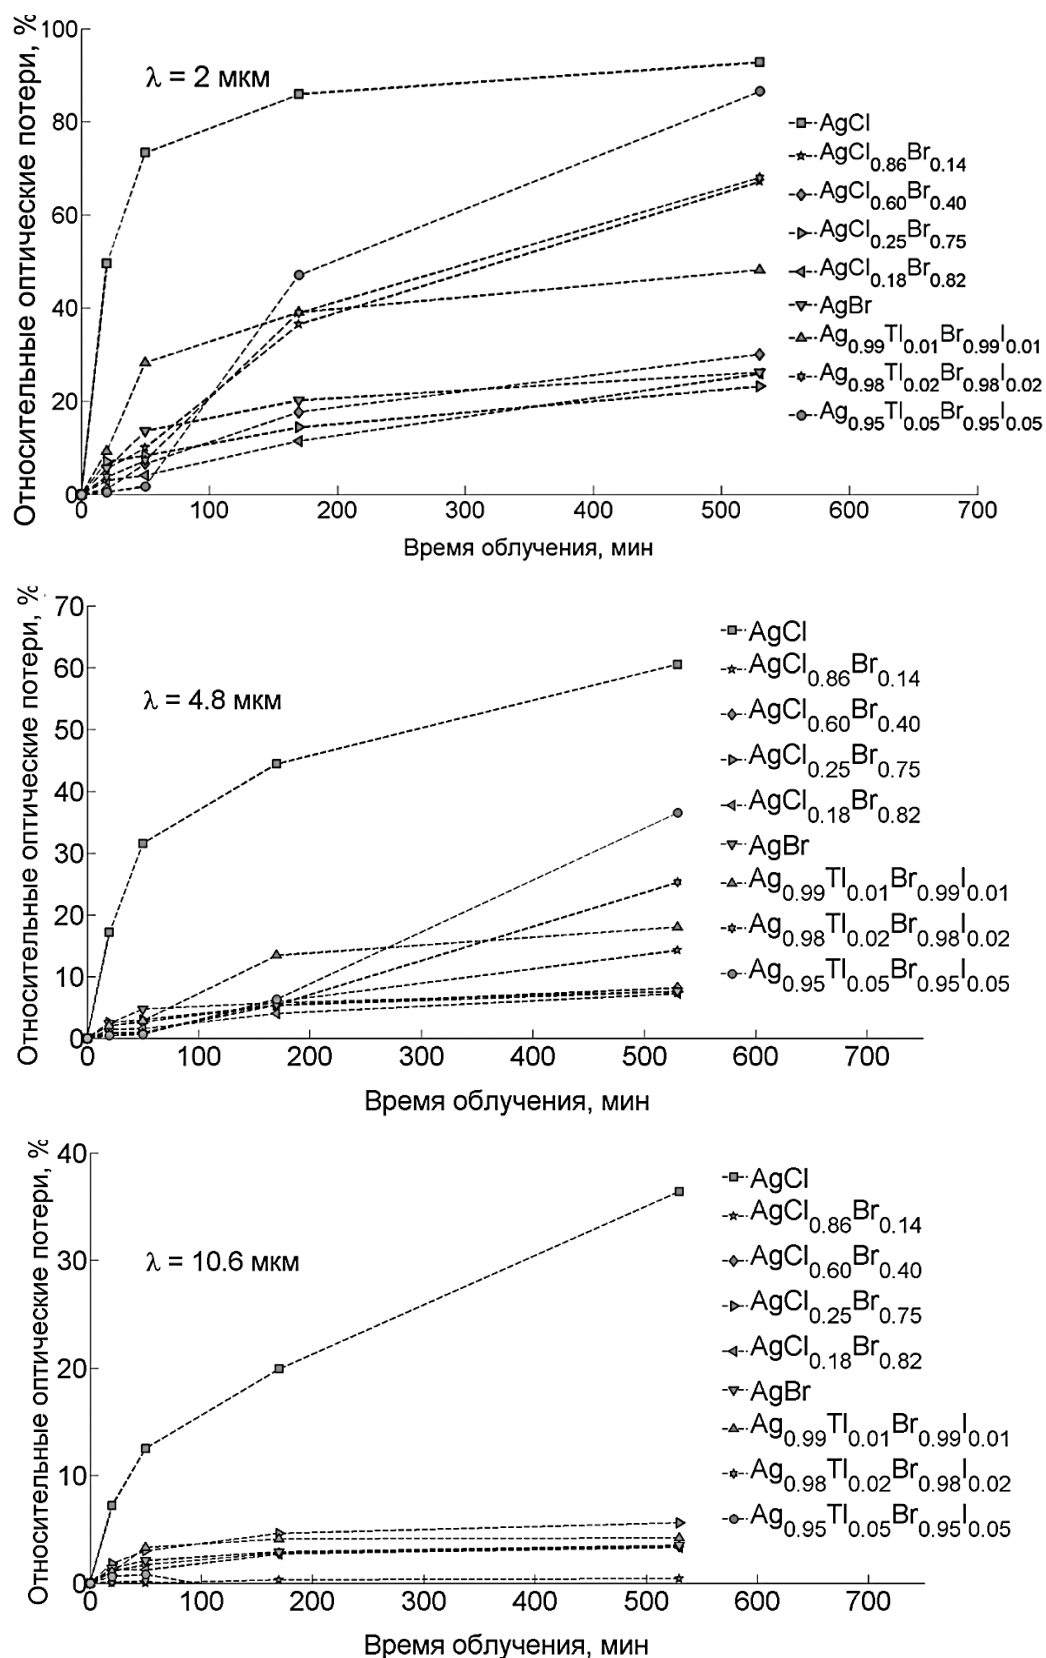 Относительные оптические потери, %
100
80
60
40
20
0
λ = 2 мкм
AgCl
AgCl0.86Br0.14
AgCl0.60Br0.40
AgCl0.25Br0.75
AgCl0.18Br0.82
AgBr
Ag0.99Tl0.01Br0.99I0.01
Ag0.98Tl0.02Br0.98I0.02
Ag0.95Tl0.05Br0.95I0.05
0 100 200 300 400 500 600 700
Время облучения, мин
Относительные оптические потери, %
70
60
50
40
30
20
10
0
λ = 4.8 мкм
AgCl
AgCl0.86Br0.14
AgCl0.60Br0.40
AgCl0.25Br0.75
AgCl0.18Br0.82
AgBr
Ag0.99Tl0.01Br0.99I0.01
Ag0.98Tl0.02Br0.98I0.02
Ag0.95Tl0.05Br0.95I0.05
0 100 200 300 400 500 600 700
Время облучения, мин
Относительные оптические потери, %
40
30
20
10
0
λ = 10.6 мкм
AgCl
AgCl0.86Br0.14
AgCl0.60Br0.40
AgCl0.25Br0.75
AgCl0.18Br0.82
AgBr
Ag0.99Tl0.01Br0.99I0.01
Ag0.98Tl0.02Br0.98I0.02
Ag0.95Tl0.05Br0.95I0.05
0 100 200 300 400 500 600 700
Время облучения, мин